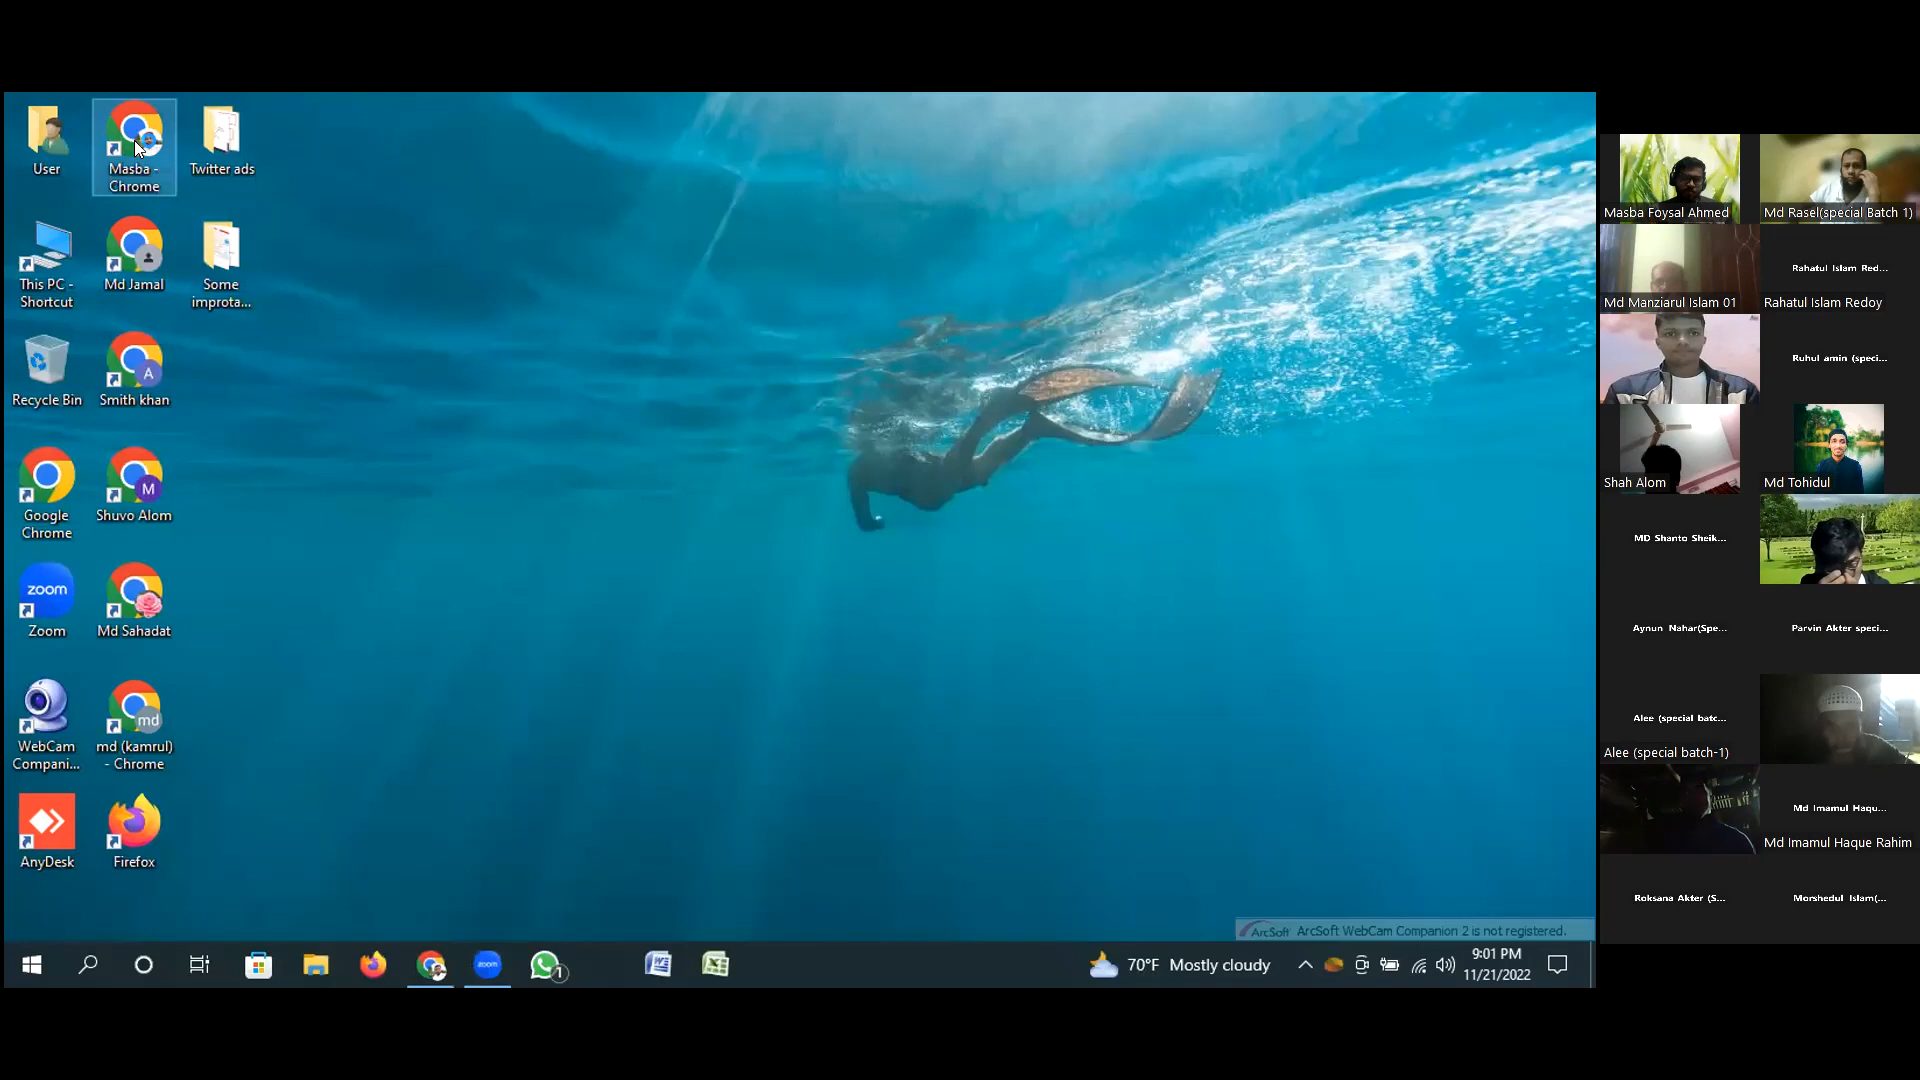 User
Masba -
Chrome
Twitter ads
This PC -
Shortcut
Md Jamal
Some
improta...
Recycle Bin
A
Smith khan
Google
Chrome
M
Shuvo Alom
zoom
Zoom
Md Sahadat
WebCam
Compani...
md
md (kamrul)
- Chrome
AnyDesk
Firefox
ArcSoft ArcSoft WebCam Companion 2 is not registered.
zoom
1
70°F Mostly cloudy
9:01 PM
11/21/2022
Masba Foysal Ahmed
Md Rasel(special Batch 1)
Md Manziarul Islam 01
Rahatul Islam Red...
Rahatul Islam Redoy
Ruhul amin (speci...
Shah Alom
Md Tohidul
MD Shanto Sheik...
Aynun Nahar(Spe...
Parvin Akter speci...
Alee (special batc...
Alee (special batch-1)
Md Imamul Haqu...
Md Imamul Haque Rahim
Roksana Akter (S...
Morshedul Islam(...